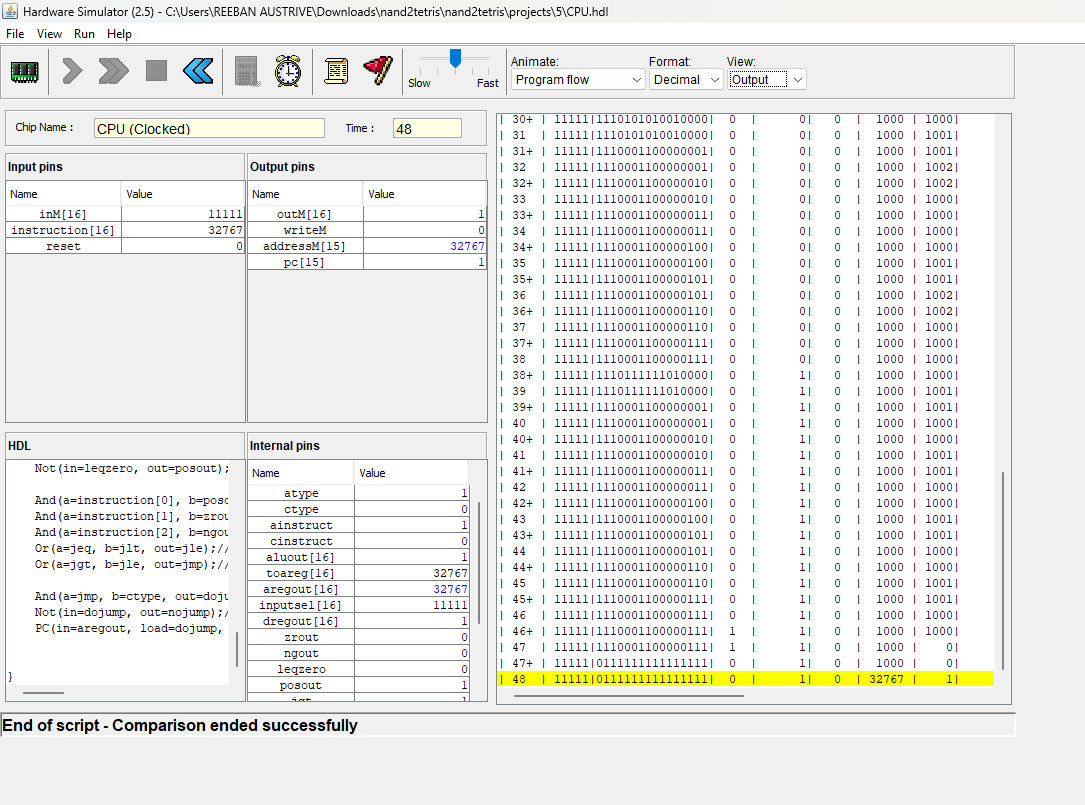 Hardware Simulator (2.5) - C:\Users\REEBAN AUSTRIVE\Downloads\nand2tetris\nand2tetris\projects\5\CPU.hdl
File View Run Help
Slow Fast
Animate: Format: View:
Program flow Decimal Output
Chip Name : CPU (Clocked) Time : 48
Input pins
Name Value
inM[16] 11111
instruction[16] 32767
reset 0
Output pins
Name Value
outM[16] 1
writeM 0
addressM[15] 32767
pc[15] 1
HDL
Not(in=leqzero, out=posout);
And(a=instruction[0], b=poso
And(a=instruction[1], b=zrou
And(a=instruction[2], b=ngou
Or(a=jeq, b=jlt, out=jle);//
Or(a=jgt, b=jle, out=jmp);//
And(a=jmp, b=ctype, out=doju
Not(in=dojump, out=nojump);/
PC(in=aregout, load=dojump,
}
Internal pins
Name Value
atype 1
ctype 0
ainstruct 1
cinstruct 0
aluout[16] 1
toareg[16] 32767
aregout[16] 32767
inputsel[16] 11111
dregout[16] 1
zrout 0
ngout 0
leqzero 0
posout 1
| 30+ | 11111|1110101010010000| 0 | 0| 0 | 1000 | 1000|
| 31 | 11111|1110101010010000| 0 | 0| 0 | 1000 | 1001|
| 31+ | 11111|1110001100000001| 0 | 0| 0 | 1000 | 1001|
| 32 | 11111|1110001100000001| 0 | 0| 0 | 1000 | 1002|
| 32+ | 11111|1110001100000010| 0 | 0| 0 | 1000 | 1002|
| 33 | 11111|1110001100000010| 0 | 0| 0 | 1000 | 1000|
| 33+ | 11111|1110001100000011| 0 | 0| 0 | 1000 | 1000|
| 34 | 11111|1110001100000011| 0 | 0| 0 | 1000 | 1000|
| 34+ | 11111|1110001100000100| 0 | 0| 0 | 1000 | 1000|
| 35 | 11111|1110001100000100| 0 | 0| 0 | 1000 | 1001|
| 35+ | 11111|1110001100000101| 0 | 0| 0 | 1000 | 1001|
| 36 | 11111|1110001100000101| 0 | 0| 0 | 1000 | 1002|
| 36+ | 11111|1110001100000110| 0 | 0| 0 | 1000 | 1002|
| 37 | 11111|1110001100000110| 0 | 0| 0 | 1000 | 1000|
| 37+ | 11111|1110001100000111| 0 | 0| 0 | 1000 | 1000|
| 38 | 11111|1110001100000111| 0 | 0| 0 | 1000 | 1000|
| 38+ | 11111|1110111111010000| 0 | 1| 0 | 1000 | 1000|
| 39 | 11111|1110111111010000| 0 | 1| 0 | 1000 | 1001|
| 39+ | 11111|1110001100000001| 0 | 1| 0 | 1000 | 1001|
| 40 | 11111|1110001100000001| 0 | 1| 0 | 1000 | 1000|
| 40+ | 11111|1110001100000010| 0 | 1| 0 | 1000 | 1000|
| 41 | 11111|1110001100000010| 0 | 1| 0 | 1000 | 1001|
| 41+ | 11111|1110001100000011| 0 | 1| 0 | 1000 | 1001|
| 42 | 11111|1110001100000011| 0 | 1| 0 | 1000 | 1000|
| 42+ | 11111|1110001100000100| 0 | 1| 0 | 1000 | 1000|
| 43 | 11111|1110001100000100| 0 | 1| 0 | 1000 | 1001|
| 43+ | 11111|1110001100000101| 0 | 1| 0 | 1000 | 1001|
| 44 | 11111|1110001100000101| 0 | 1| 0 | 1000 | 1000|
| 44+ | 11111|1110001100000110| 0 | 1| 0 | 1000 | 1000|
| 45 | 11111|1110001100000110| 0 | 1| 0 | 1000 | 1001|
| 45+ | 11111|1110001100000111| 0 | 1| 0 | 1000 | 1001|
| 46 | 11111|1110001100000111| 0 | 1| 0 | 1000 | 1000|
| 46+ | 11111|1110001100000111| 1 | 1| 0 | 1000 | 1000|
| 47 | 11111|1110001100000111| 1 | 1| 0 | 1000 | 0|
| 47+ | 11111|0111111111111111| 0 | 1| 0 | 1000 | 0|
| 48 | 11111|0111111111111111| 0 | 1| 0 | 32767 | 1|
End of script - Comparison ended successfully